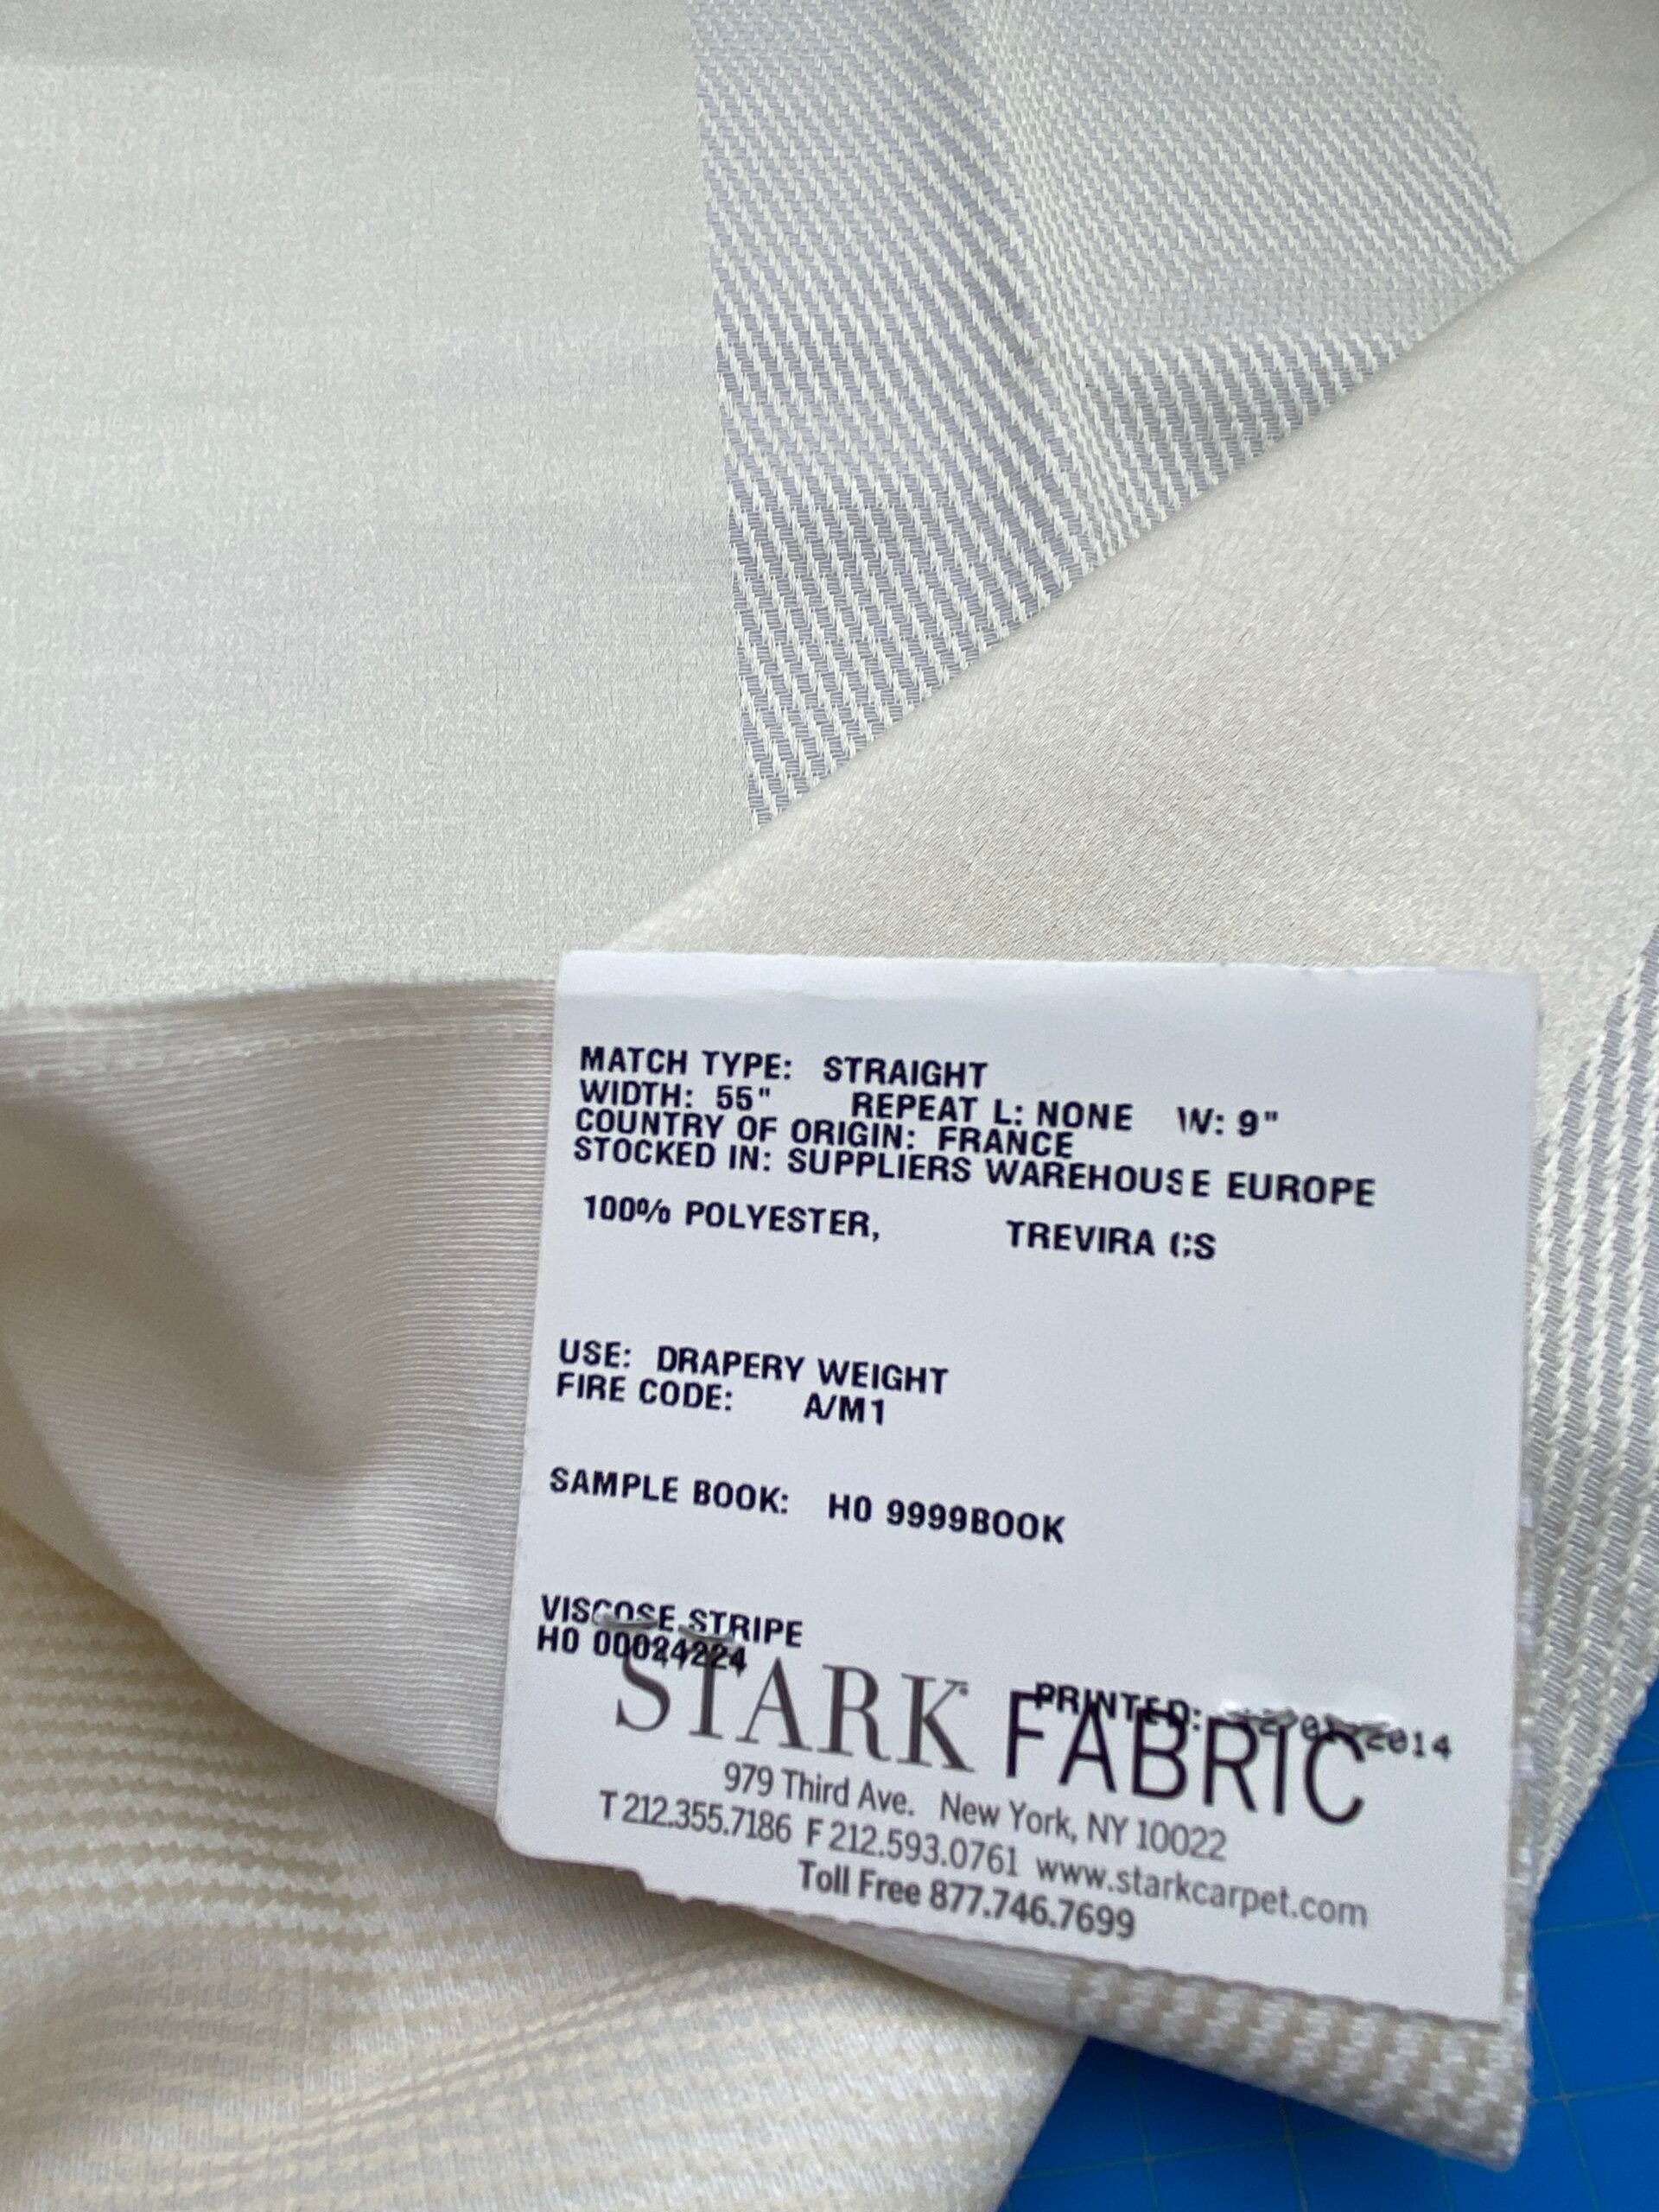 MATCH TYPE: STRAIGHT
WIDTH: 55" REPEAT L: NONE W: 9"
COUNTRY OF ORIGIN: FRANCE
STOCKED IN: SUPPLIERS WAREHOUSE EUROPE
100% POLYESTER, TREVIRA CS
USE: DRAPERY WEIGHT
FIRE CODE: A/M1
SAMPLE BOOK: H0 9999BOOK
VISCOSE STRIPE
H0 00024224
PRINTED:
STARK FABRIC
979 Third Ave. New York, NY 10022
T 212.355.7186 F 212.593.0761 www.starkcarpet.com
Toll Free 877.746.7699